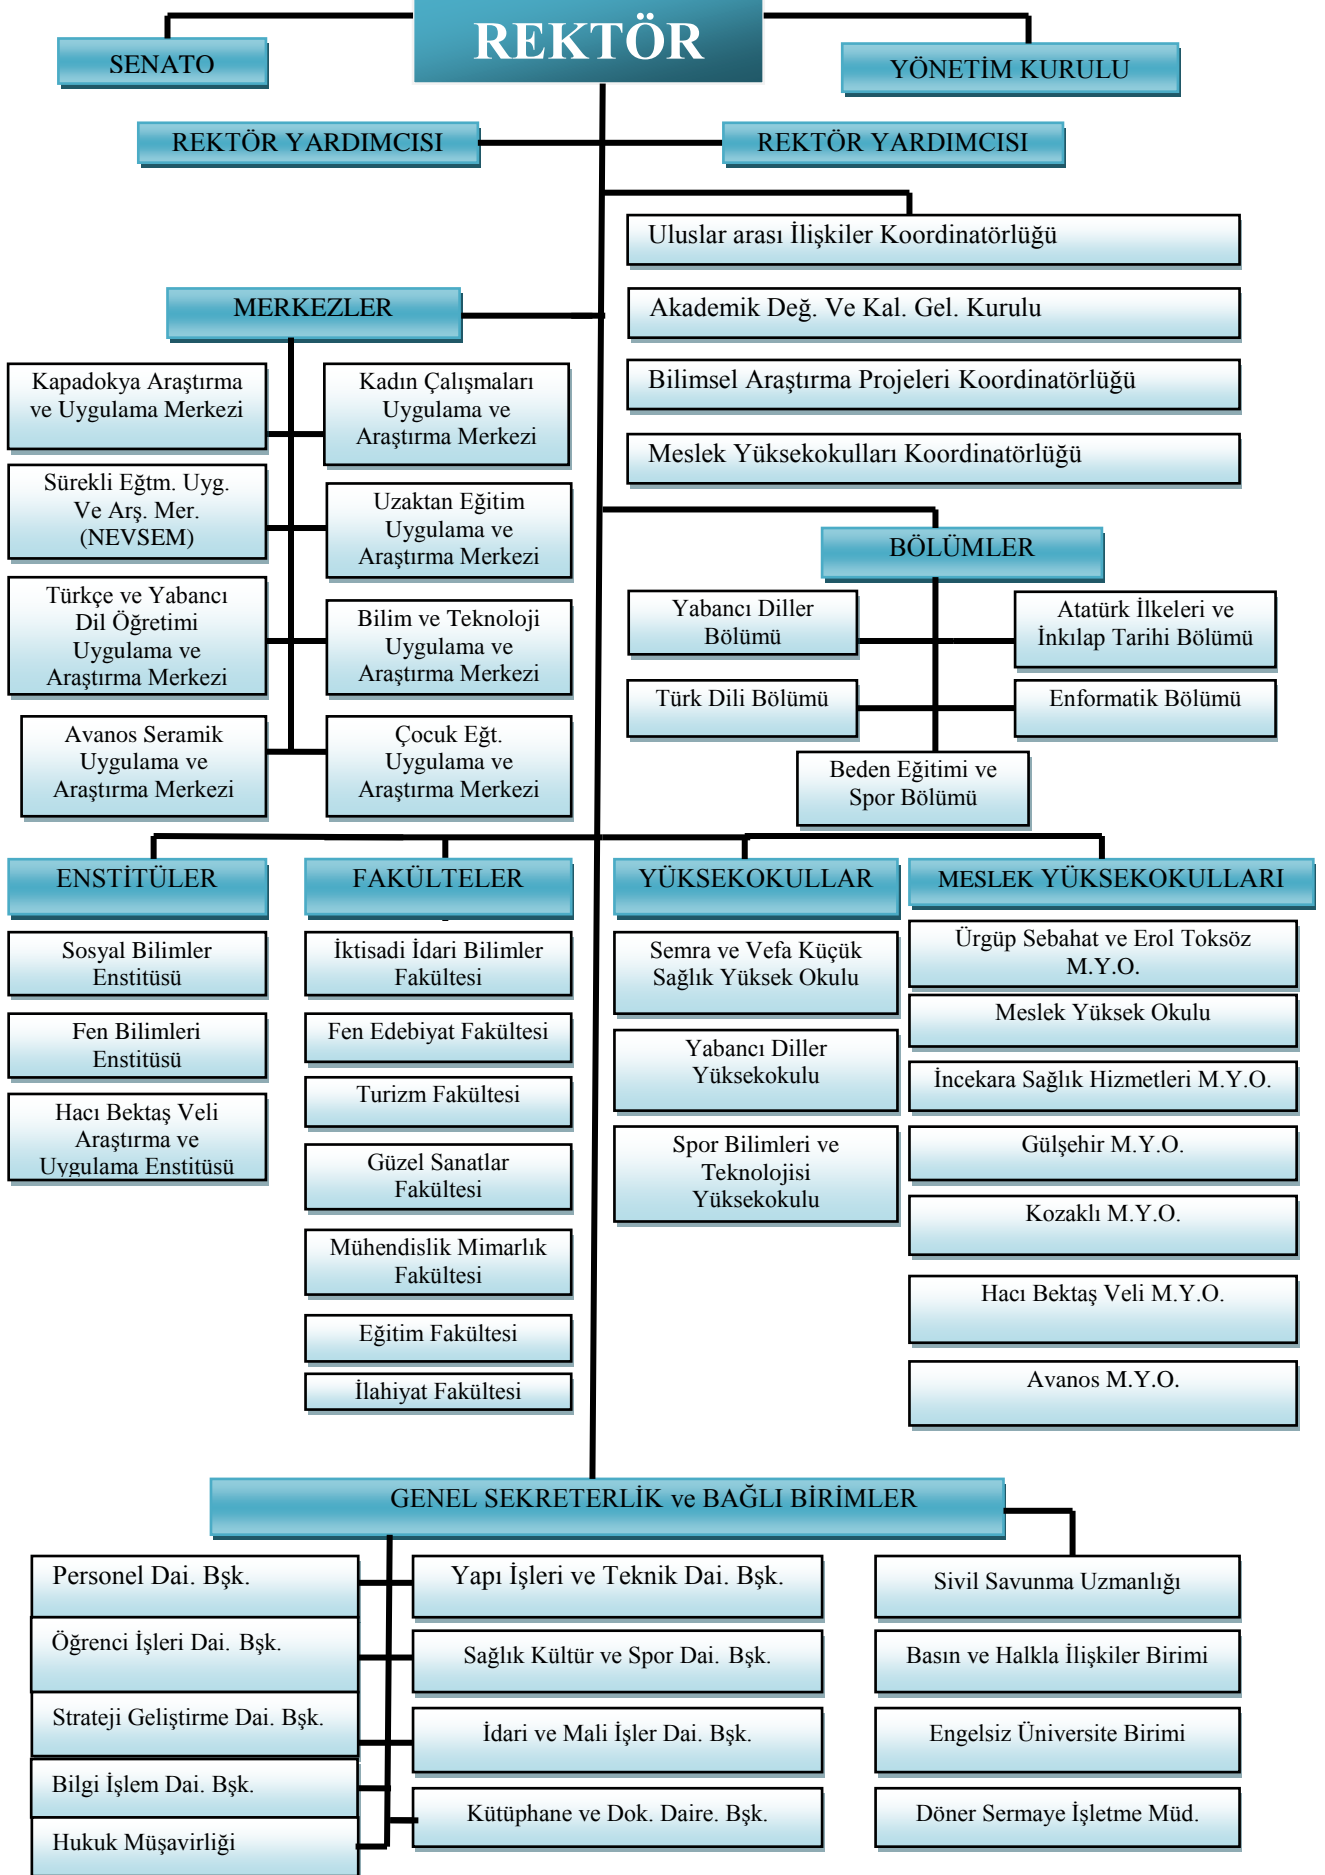 REKTÖR
SENATO
YÖNETİM KURULU
REKTÖR YARDIMCISI
REKTÖR YARDIMCISI
Uluslar arası İlişkiler Koordinatörlüğü
Akademik Değ. Ve Kal. Gel. Kurulu
Bilimsel Araştırma Projeleri Koordinatörlüğü
Meslek Yüksekokulları Koordinatörlüğü
MERKEZLER
Kapadokya Araştırma
ve Uygulama Merkezi
Kadın Çalışmaları
Uygulama ve
Araştırma Merkezi
Sürekli Eğtm. Uyg.
Ve Arş. Mer.
(NEVSEM)
Uzaktan Eğitim
Uygulama ve
Araştırma Merkezi
Türkçe ve Yabancı
Dil Öğretimi
Uygulama ve
Araştırma Merkezi
Bilim ve Teknoloji
Uygulama ve
Araştırma Merkezi
Avanos Seramik
Uygulama ve
Araştırma Merkezi
Çocuk Eğt.
Uygulama ve
Araştırma Merkezi
BÖLÜMLER
Yabancı Diller
Bölümü
Atatürk İlkeleri ve
İnkılap Tarihi Bölümü
Türk Dili Bölümü
Enformatik Bölümü
Beden Eğitimi ve
Spor Bölümü
ENSTİTÜLER
Sosyal Bilimler
Enstitüsü
Fen Bilimleri
Enstitüsü
Hacı Bektaş Veli
Araştırma ve
Uygulama Enstitüsü
FAKÜLTELER
İktisadi İdari Bilimler
Fakültesi
Fen Edebiyat Fakültesi
Turizm Fakültesi
Güzel Sanatlar
Fakültesi
Mühendislik Mimarlık
Fakültesi
Eğitim Fakültesi
İlahiyat Fakültesi
YÜKSEKOKULLAR
Semra ve Vefa Küçük
Sağlık Yüksek Okulu
Yabancı Diller
Yüksekokulu
Spor Bilimleri ve
Teknolojisi
Yüksekokulu
MESLEK YÜKSEKOKULLARI
Ürgüp Sebahat ve Erol Toksöz
M.Y.O.
Meslek Yüksek Okulu
İncekara Sağlık Hizmetleri M.Y.O.
Gülşehir M.Y.O.
Kozaklı M.Y.O.
Hacı Bektaş Veli M.Y.O.
Avanos M.Y.O.
GENEL SEKRETERLİK ve BAĞLI BİRİMLER
Personel Dai. Bşk.
Öğrenci İşleri Dai. Bşk.
Strateji Geliştirme Dai. Bşk.
Bilgi İşlem Dai. Bşk.
Hukuk Müşavirliği
Yapı İşleri ve Teknik Dai. Bşk.
Sağlık Kültür ve Spor Dai. Bşk.
İdari ve Mali İşler Dai. Bşk.
Kütüphane ve Dok. Daire. Bşk.
Sivil Savunma Uzmanlığı
Basın ve Halkla İlişkiler Birimi
Engelsiz Üniversite Birimi
Döner Sermaye İşletme Müd.